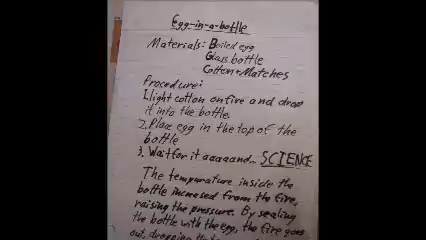 Egg-in-a-bottle
Materials: Boiled egg
Glass bottle
Cotton + Matches
Procedure:
1. light cotton on fire and drop
it into the bottle
2. Place egg in the top of the
bottle
3. Wait for it aaaaand... SCIENCE
The tempurature inside the
bottle increased from the fire,
raising the pressure. By sealing
the bottle with the egg, the fire goes
out, dropping